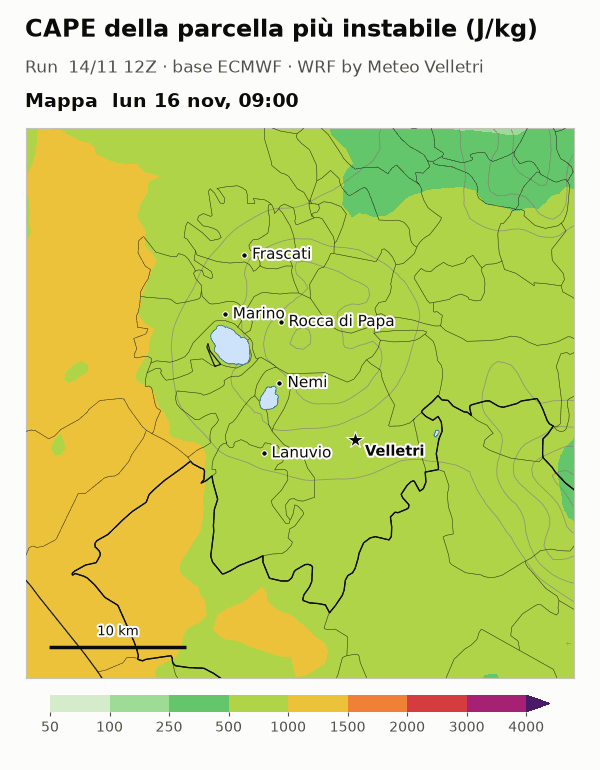 CAPE della parcella più instabile (J/kg)
Run 14/11 12Z · base ECMWF · WRF by Meteo Velletri
Mappa lun 16 nov, 09:00
Frascati
Marino
Rocca di Papa
Nemi
Velletri
Lanuvio
10 km
50 100 250 500 1000 1500 2000 3000 4000